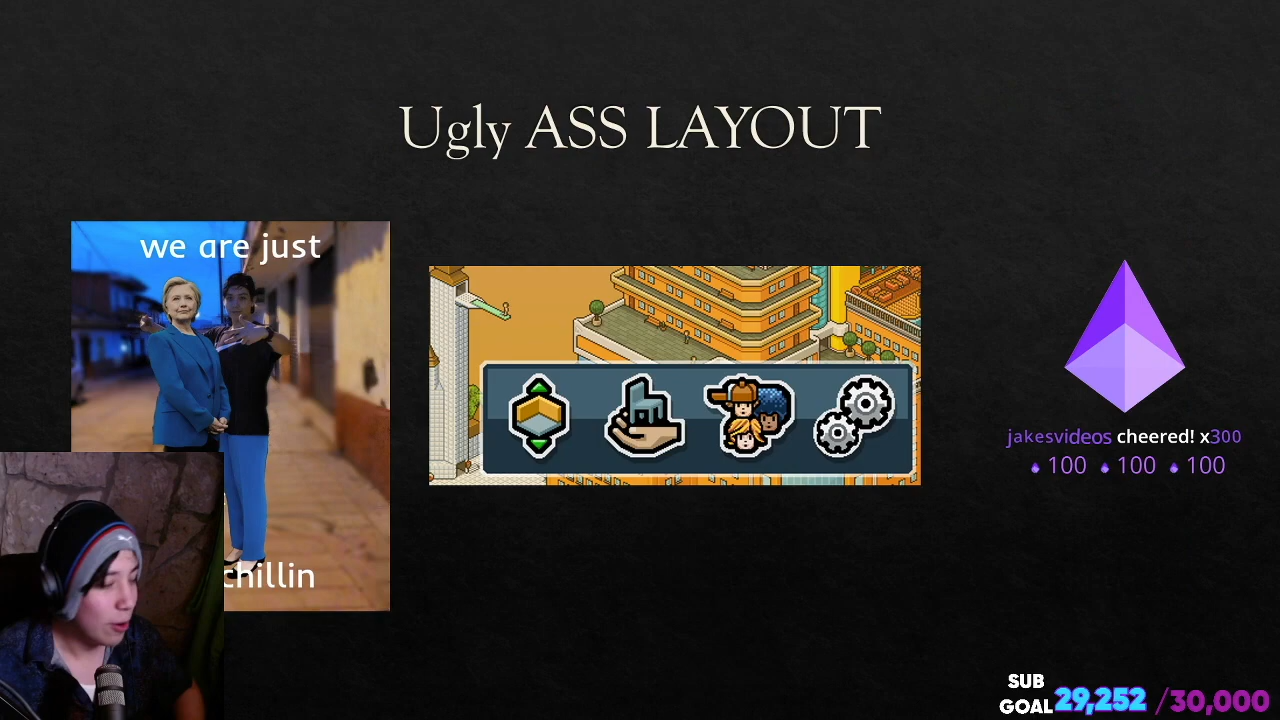 Ugly ASS LAYOUT
we are just
chillin
jakesvideos cheered! x300
100 100 100
SUB
GOAL 29,252 /30,000